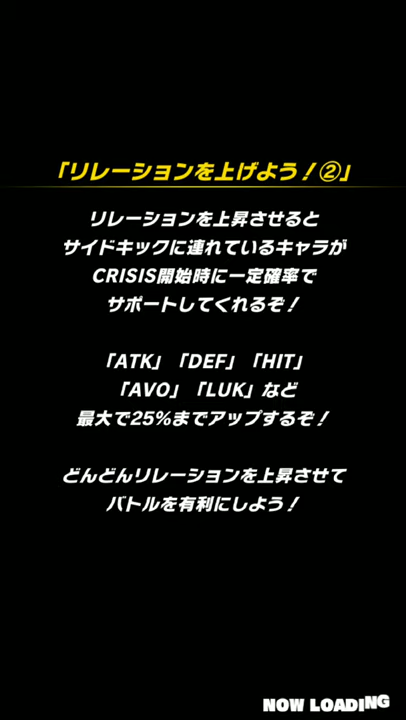 「リレーションを上げよう！②」
リレーションを上昇させると
サイドキックに連れているキャラが
CRISIS開始時に一定確率で
サポートしてくれるぞ！
「ATK」「DEF」「HIT」
「AVO」「LUK」など
最大で25%までアップするぞ！
どんどんリレーションを上昇させて
バトルを有利にしよう！
NOW LOADING